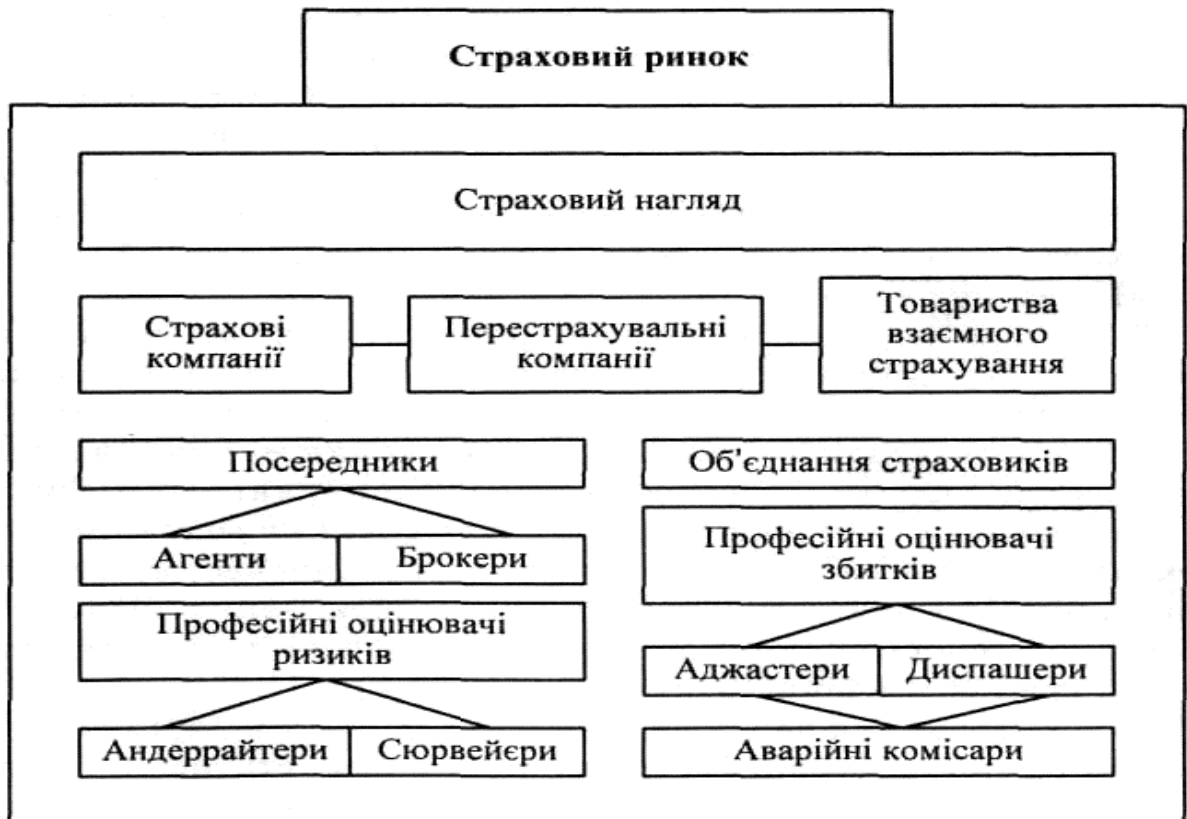 Страховий ринок
Страховий нагляд
Страхові
компанії
Перестрахувальні
компанії
Товариства
взаємного
страхування
Посередники
Агенти
Брокери
Професійні оцінювачі
ризиків
Андеррайтери
Сюрвейєри
Об'єднання страховиків
Професійні оцінювачі
збитків
Аджастери
Диспашери
Аварійні комісари